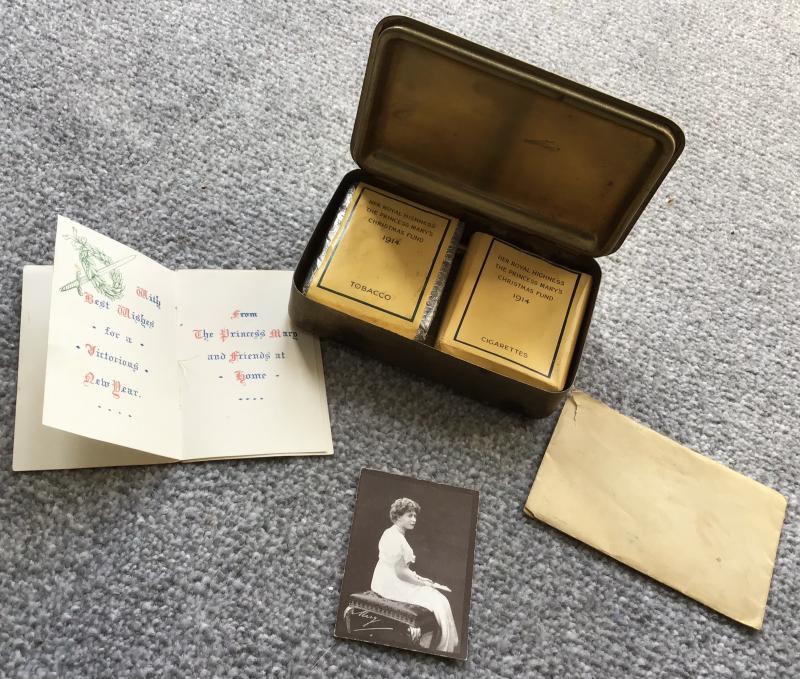 With
Best Wishes
for a
Victorious
New Year.
From
The Princess Mary
and Friends at
Home
HER ROYAL HIGHNESS
THE PRINCESS MARY'S
CHRISTMAS FUND
1914
TOBACCO
HER ROYAL HIGHNESS
THE PRINCESS MARY'S
CHRISTMAS FUND
1914
CIGARETTES
Mary